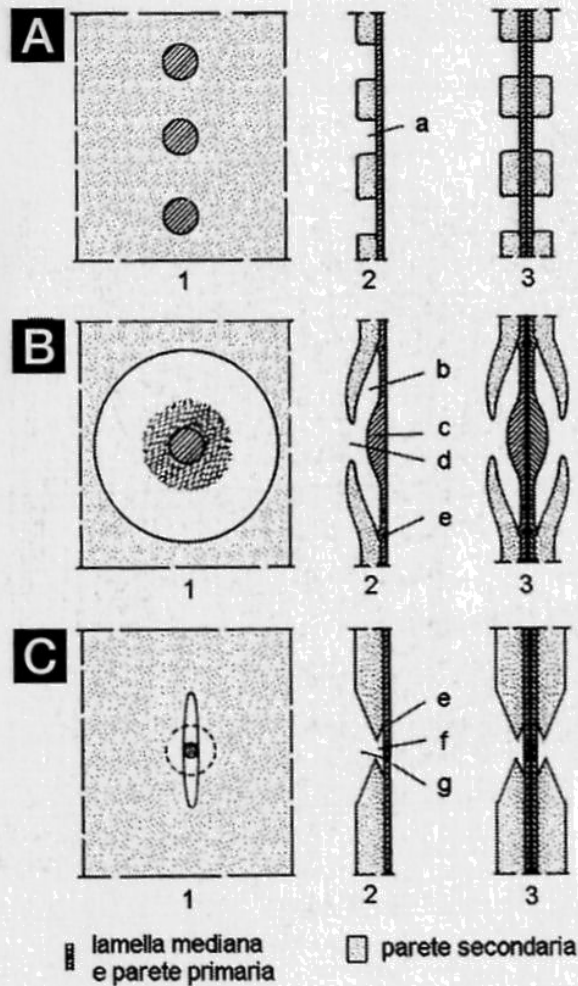 A
a
1 2 3
B
b
c
d
e
1 2 3
C
e
f
g
1 2 3
lamella mediana
e parete primaria
parete secondaria